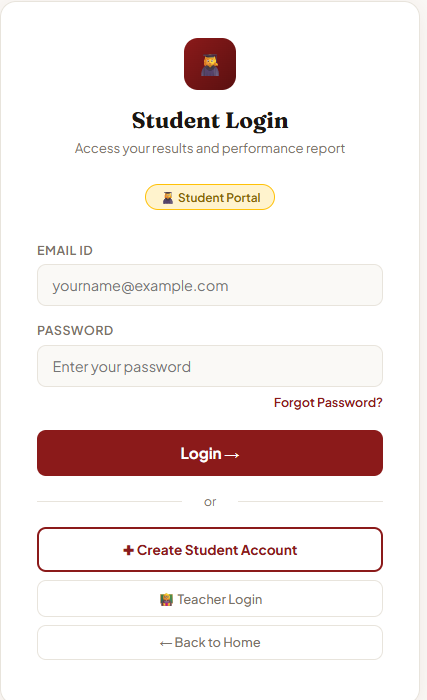 Student Login
Access your results and performance report
👩‍🎓 Student Portal
EMAIL ID
yourname@example.com
PASSWORD
Enter your password
Forgot Password?
Login →
or
✚ Create Student Account
👩‍🏫 Teacher Login
← Back to Home